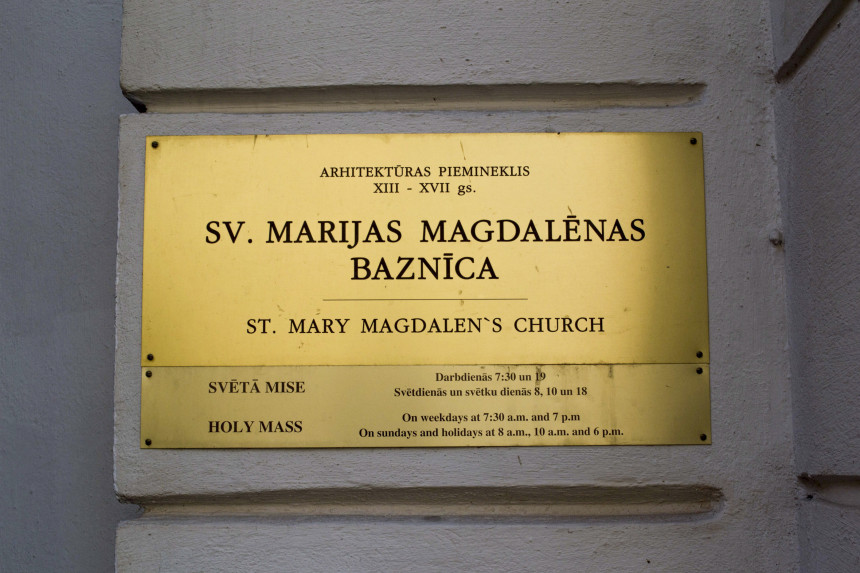 ARHITEKTŪRAS PIEMINEKLIS
XIII - XVII gs.
SV. MARIJAS MAGDALĒNAS
BAZNĪCA
ST. MARY MAGDALEN`S CHURCH
SVĒTĀ MISE
Darbdienās 7:30 un 19
Svētdienās un svētku dienās 8, 10 un 18
HOLY MASS
On weekdays at 7:30 a.m. and 7 p.m
On sundays and holidays at 8 a.m., 10 a.m. and 6 p.m.